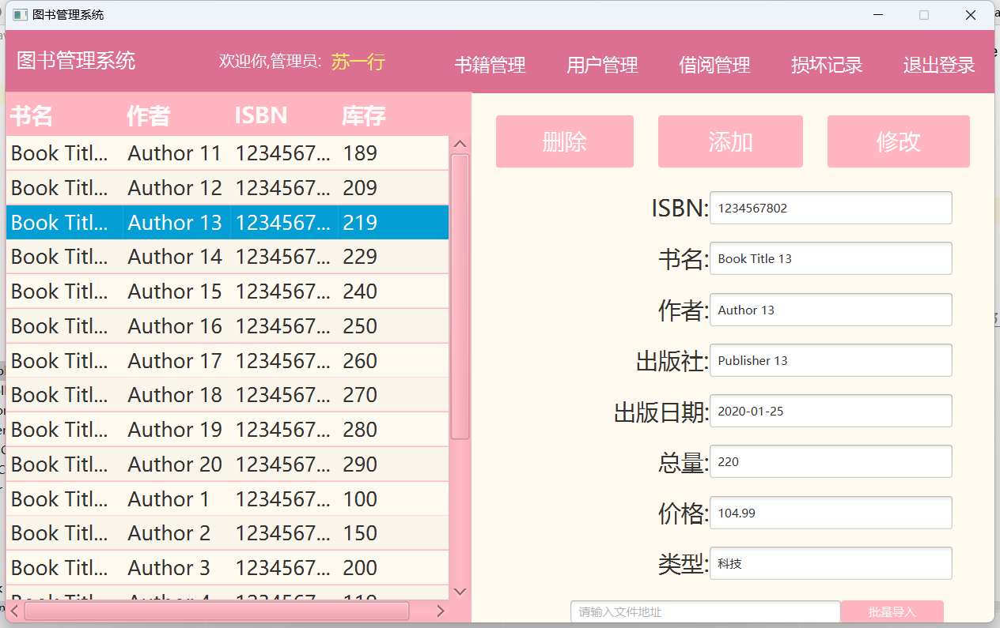 图书管理系统
图书管理系统 欢迎你,管理员: 苏一行 书籍管理 用户管理 借阅管理 损坏记录 退出登录
书名 作者 ISBN 库存
Book Titl... Author 11 1234567... 189
Book Titl... Author 12 1234567... 209
Book Titl... Author 13 1234567... 219
Book Titl... Author 14 1234567... 229
Book Titl... Author 15 1234567... 240
Book Titl... Author 16 1234567... 250
Book Titl... Author 17 1234567... 260
Book Titl... Author 18 1234567... 270
Book Titl... Author 19 1234567... 280
Book Titl... Author 20 1234567... 290
Book Titl... Author 1 1234567... 100
Book Titl... Author 2 1234567... 150
Book Titl... Author 3 1234567... 200
删除 添加 修改
ISBN: 1234567802
书名: Book Title 13
作者: Author 13
出版社: Publisher 13
出版日期: 2020-01-25
总量: 220
价格: 104.99
类型: 科技
请输入文件地址 批量导入